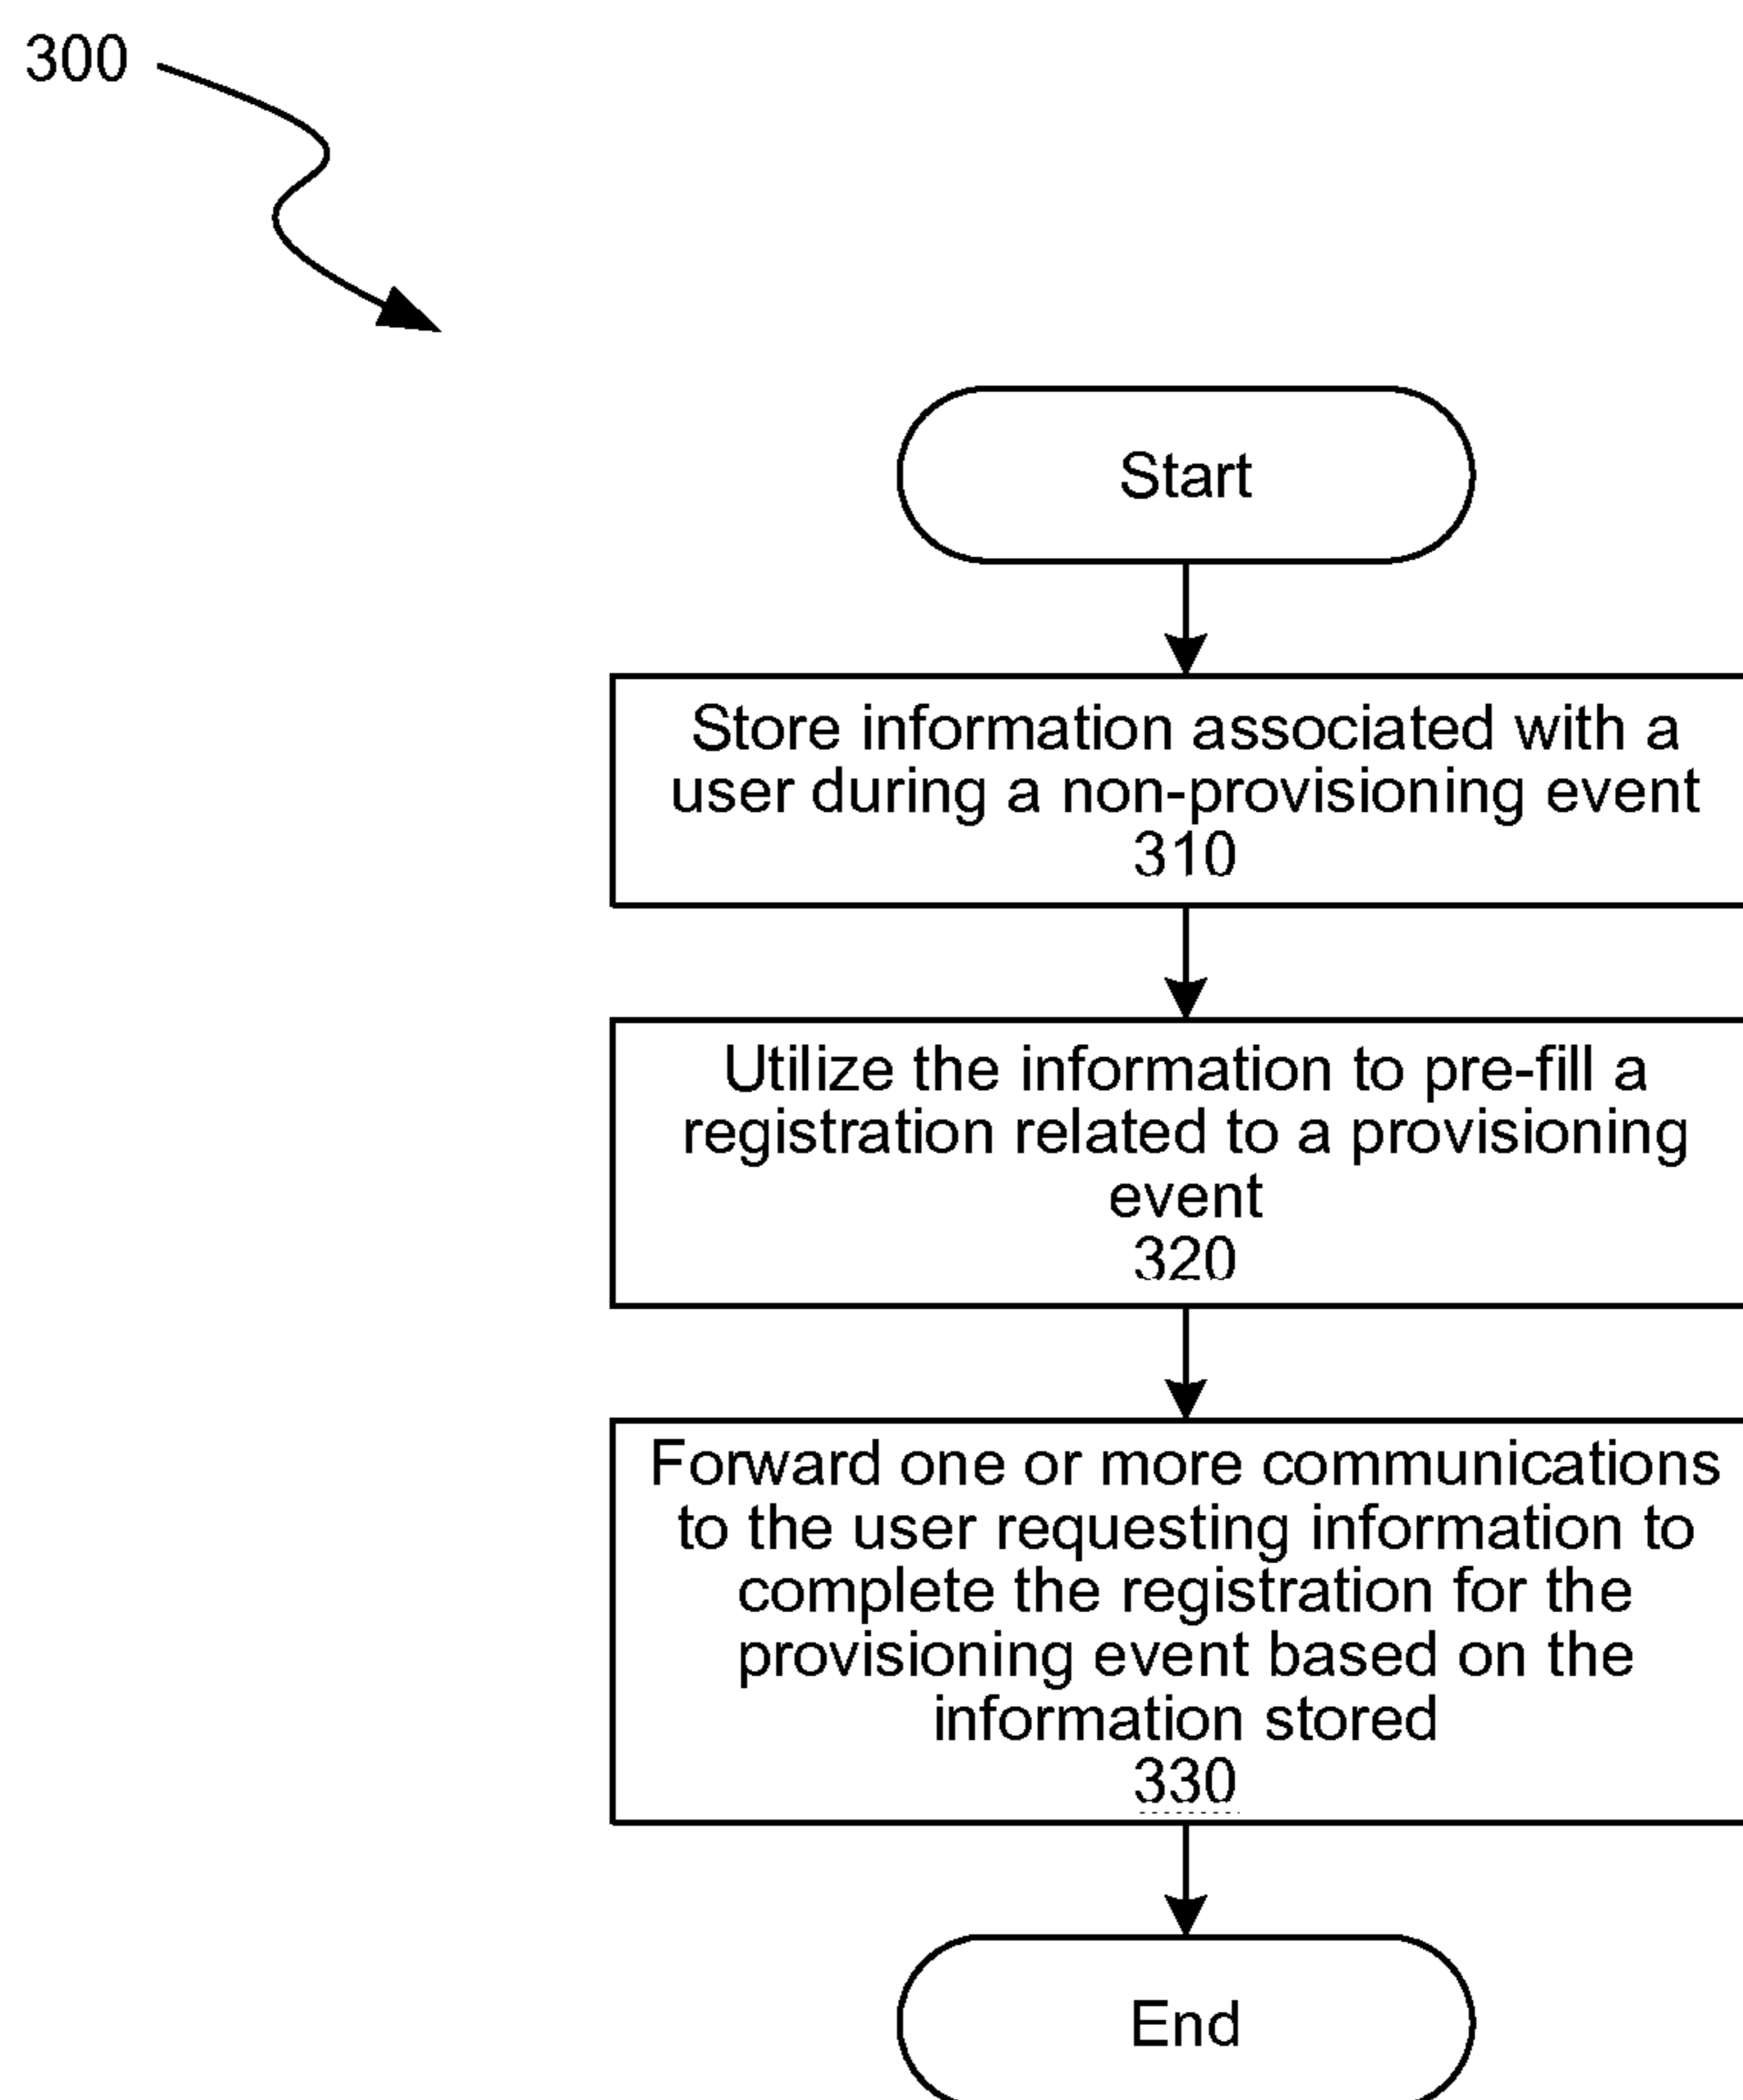 300
Start
Store information associated with a
user during a non-provisioning event
310
Utilize the information to pre-fill a
registration related to a provisioning
event
320
Forward one or more communications
to the user requesting information to
complete the registration for the
provisioning event based on the
information stored
330
End